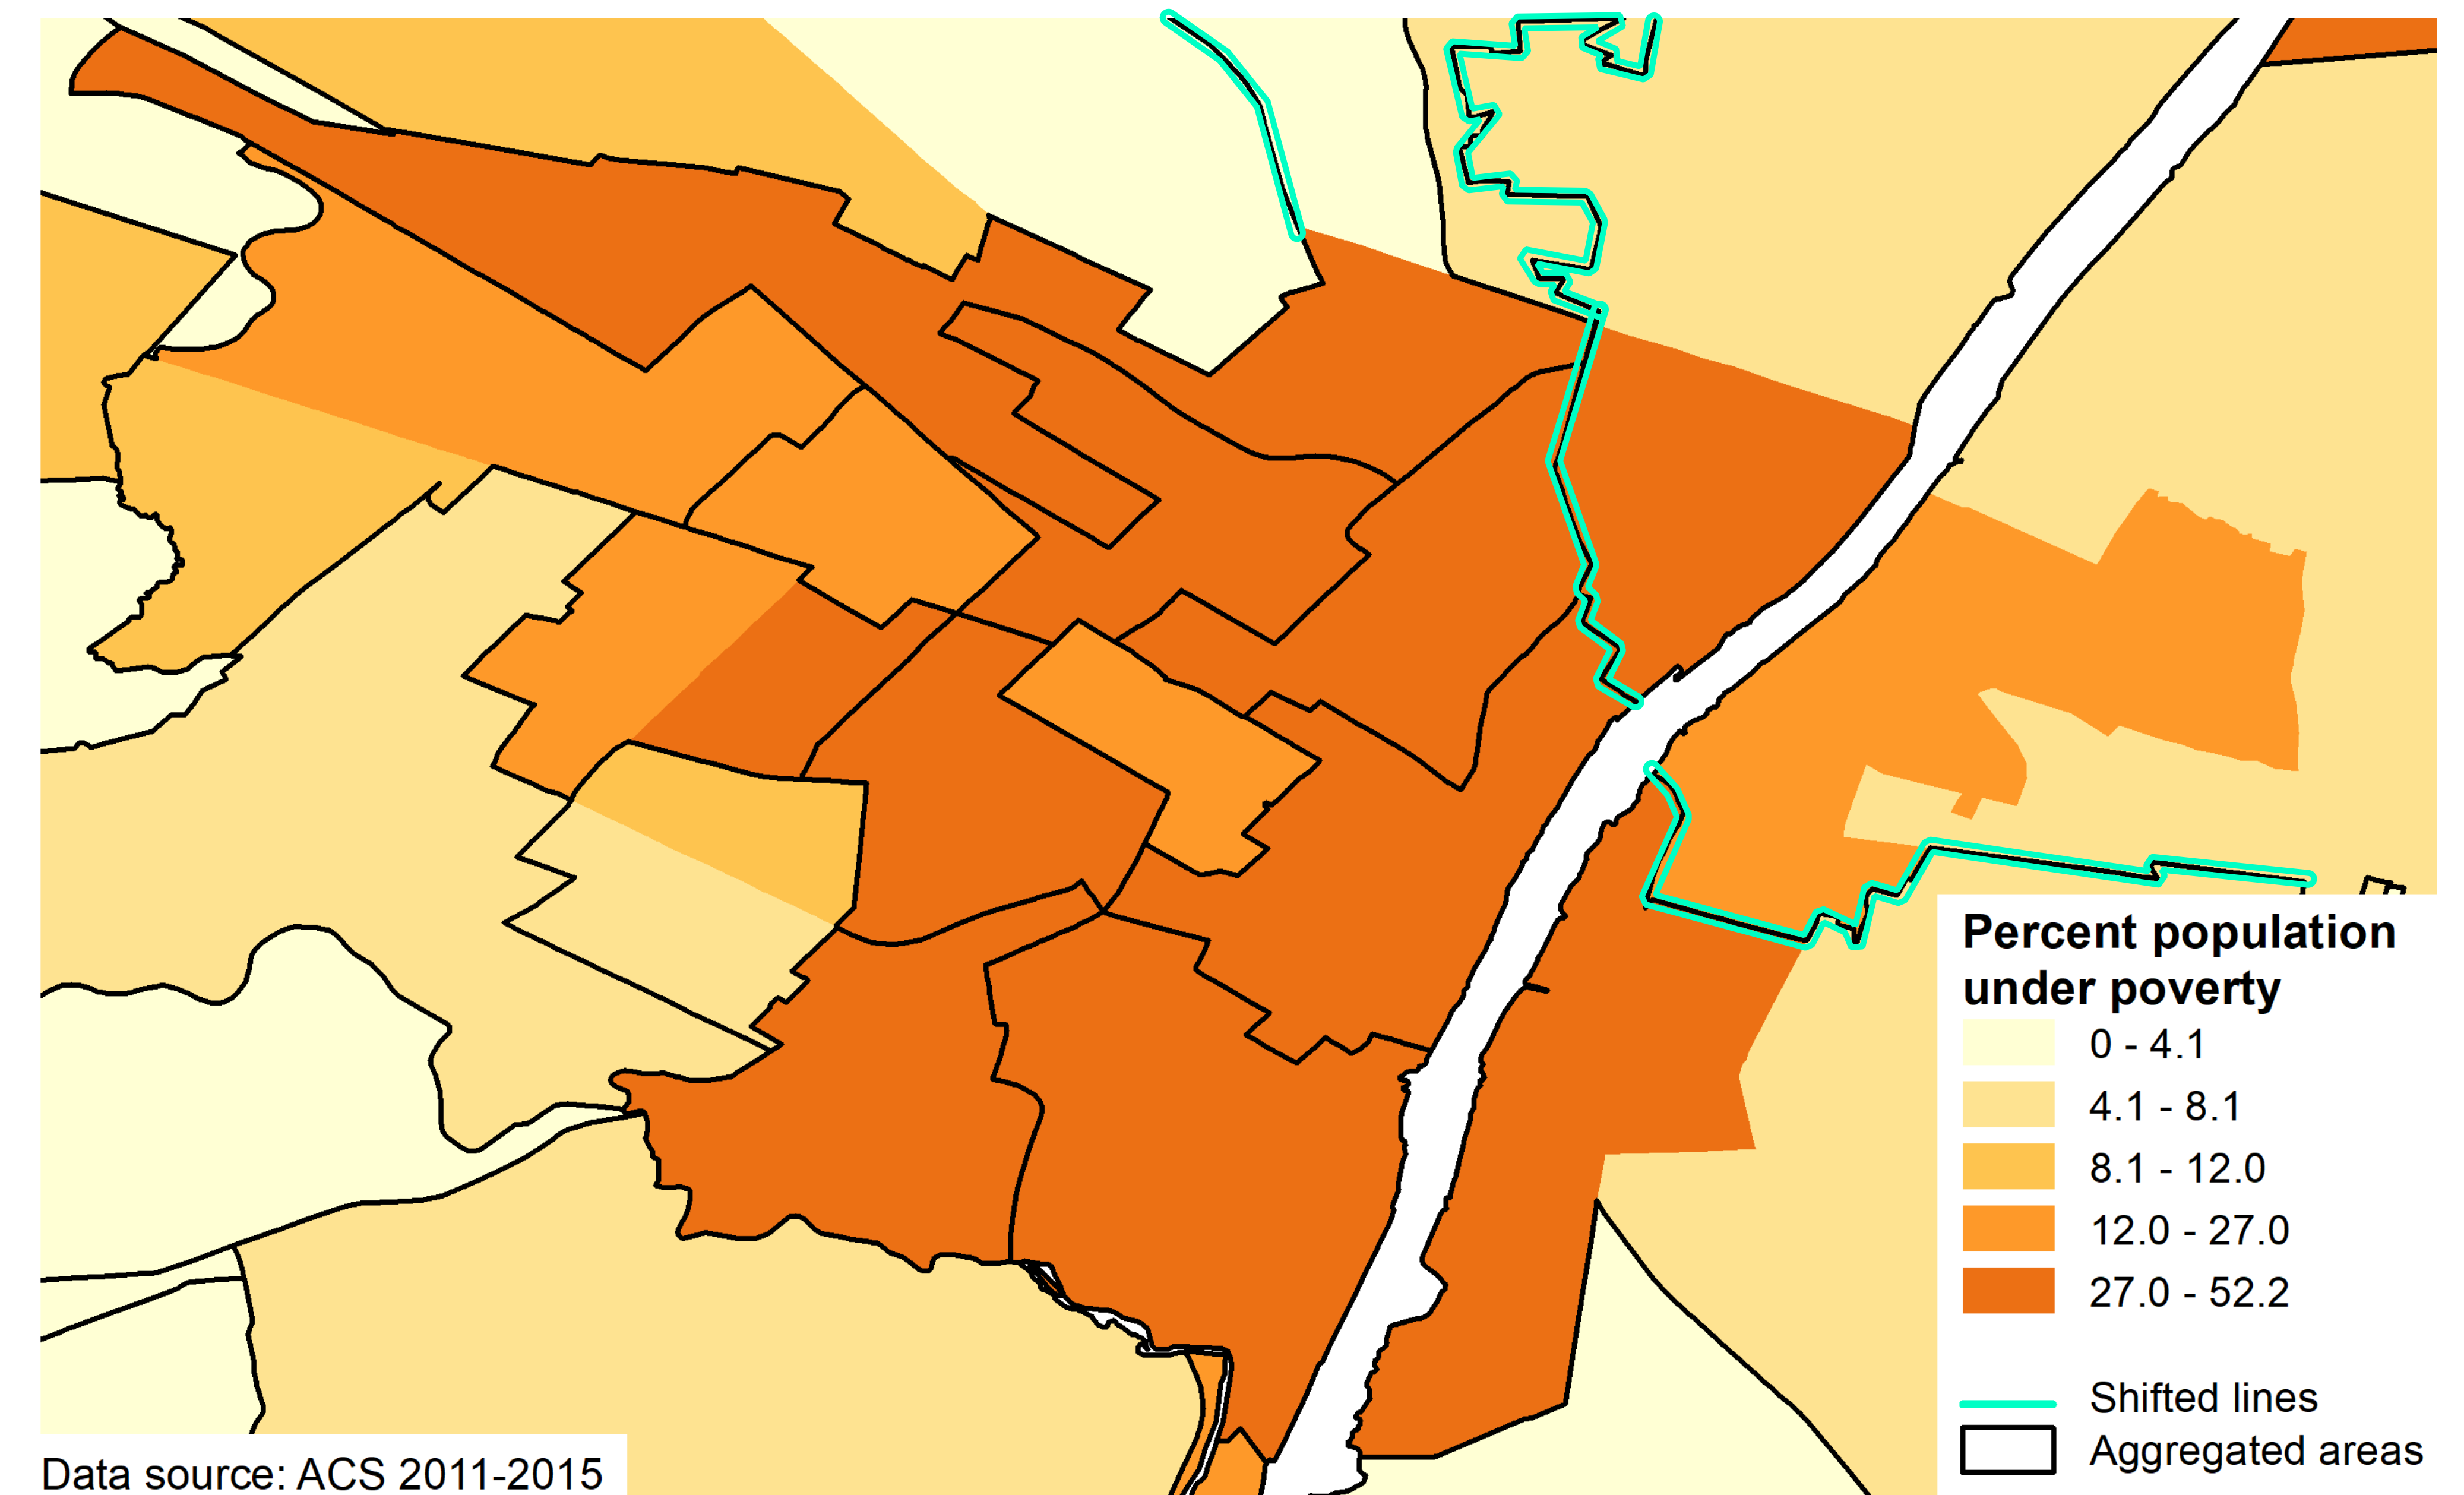 Percent population
under poverty
0 - 4.1
4.1 - 8.1
8.1 - 12.0
12.0 - 27.0
27.0 - 52.2
Shifted lines
Aggregated areas
Data source: ACS 2011-2015